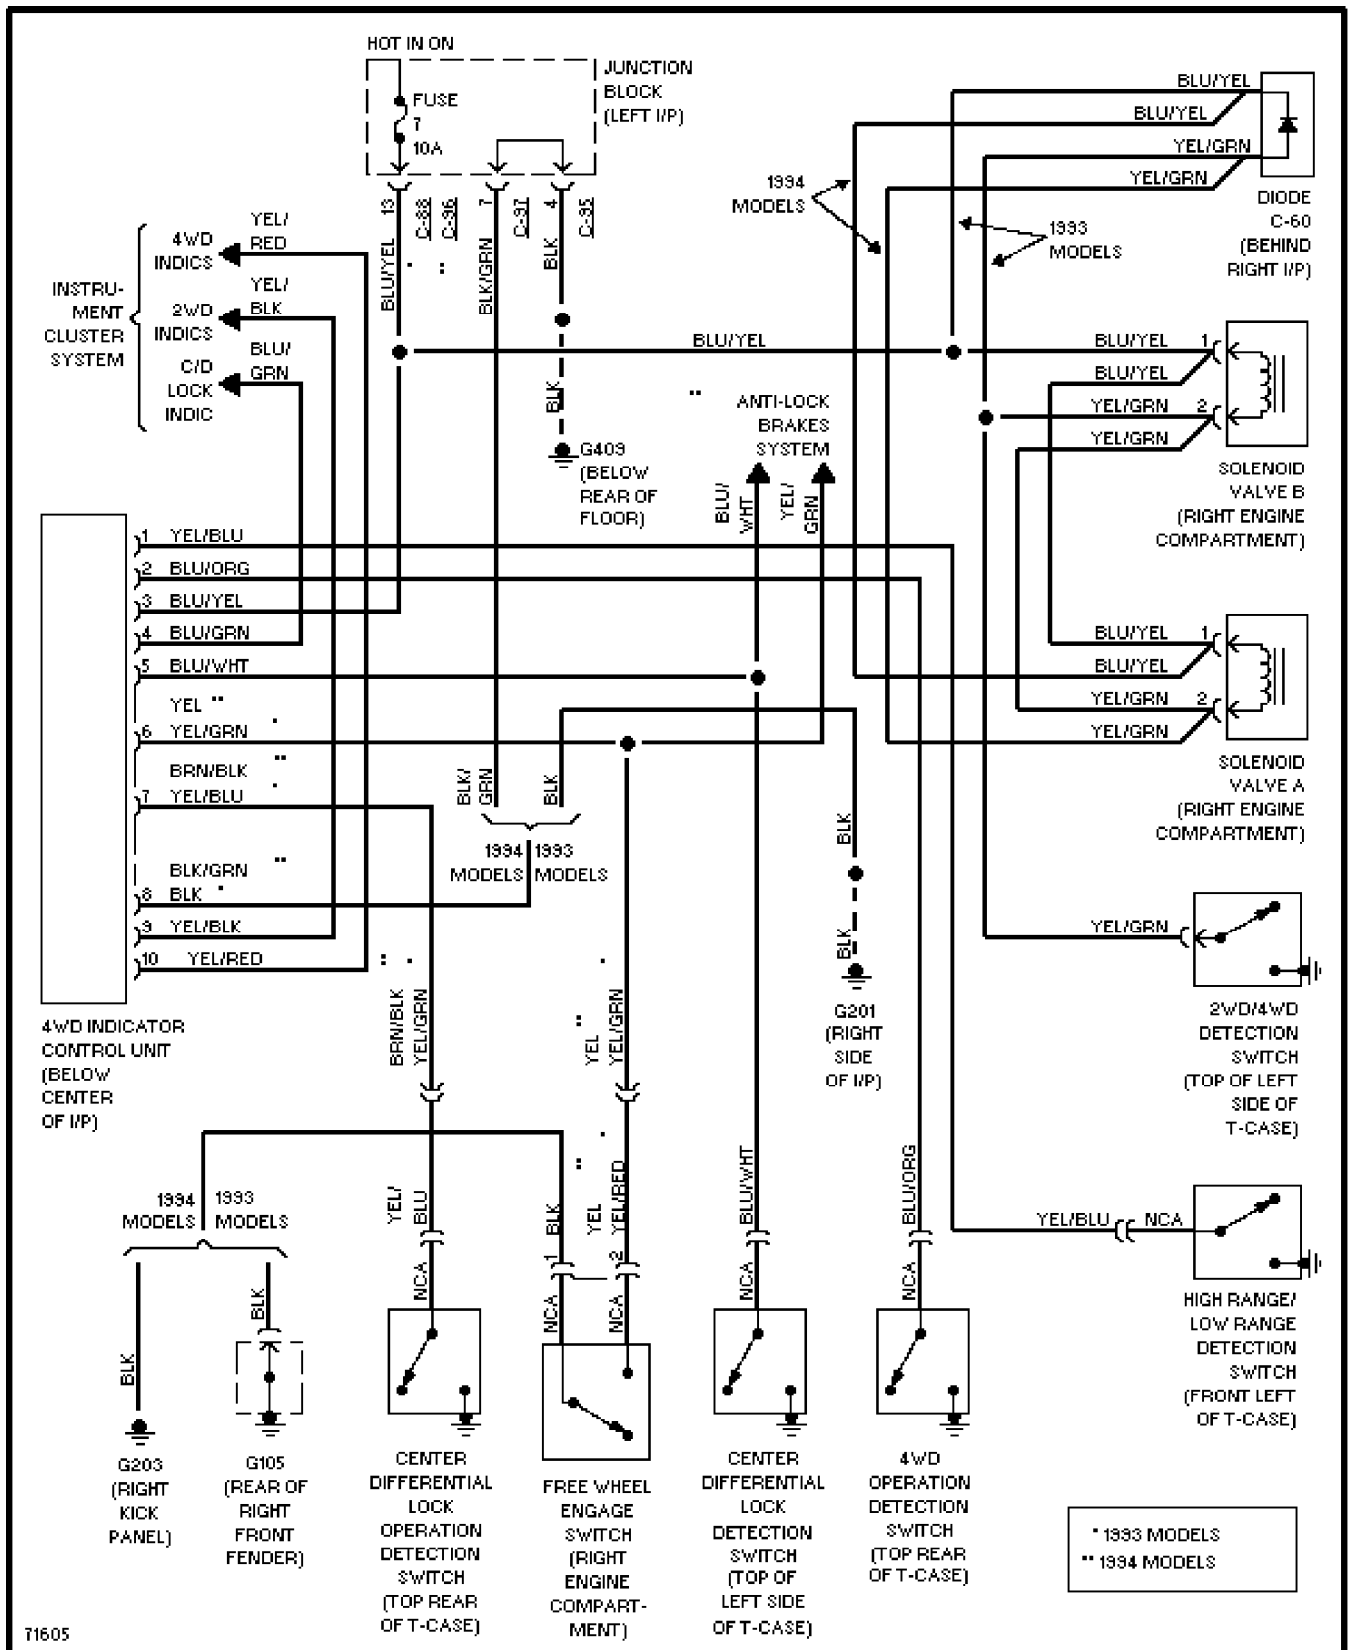 HOT IN ON
FUSE
7
10A
JUNCTION
BLOCK
(LEFT I/P)
13
C-88
C-96
7
C-97
4
C-95
BLU/YEL
* **
BLK/GRN
BLK
BLK
G409
(BELOW
REAR OF
FLOOR)
INSTRU-
MENT
CLUSTER
SYSTEM
4WD
INDICS
YEL/
RED
2WD
INDICS
YEL/
BLK
C/D
LOCK
INDIC
BLU/
GRN
BLU/YEL
**
ANTI-LOCK
BRAKES
SYSTEM
BLU/
WHT
YEL/
GRN
1994
MODELS
1993
MODELS
BLU/YEL
BLU/YEL
YEL/GRN
YEL/GRN
DIODE
C-60
(BEHIND
RIGHT I/P)
BLU/YEL 1
BLU/YEL
YEL/GRN 2
YEL/GRN
SOLENOID
VALVE B
(RIGHT ENGINE
COMPARTMENT)
BLU/YEL 1
BLU/YEL
YEL/GRN 2
YEL/GRN
SOLENOID
VALVE A
(RIGHT ENGINE
COMPARTMENT)
1 YEL/BLU
2 BLU/ORG
3 BLU/YEL
4 BLU/GRN
5 BLU/WHT
YEL **
6 YEL/GRN *
BRN/BLK **
7 YEL/BLU *
BLK/GRN **
8 BLK *
9 YEL/BLK
10 YEL/RED
4WD INDICATOR
CONTROL UNIT
(BELOW
CENTER
OF I/P)
BLK/
GRN
BLK
1994
MODELS
1993
MODELS
BLK
BLK
G201
(RIGHT
SIDE
OF I/P)
** *
BRN/BLK
YEL/GRN
*
**
YEL
YEL/GRN
YEL/GRN
2WD/4WD
DETECTION
SWITCH
(TOP OF LEFT
SIDE OF
T-CASE)
1994
MODELS
1993
MODELS
YEL/
BLU
*
**
BLK
YEL
YEL/RED
1
2
BLU/WHT
BLU/ORG
NCA
NCA
NCA
NCA
NCA
YEL/BLU
NCA
HIGH RANGE/
LOW RANGE
DETECTION
SWITCH
(FRONT LEFT
OF T-CASE)
BLK
BLK
G203
(RIGHT
KICK
PANEL)
G105
(REAR OF
RIGHT
FRONT
FENDER)
CENTER
DIFFERENTIAL
LOCK
OPERATION
DETECTION
SWITCH
(TOP REAR
OF T-CASE)
FREE WHEEL
ENGAGE
SWITCH
(RIGHT
ENGINE
COMPART-
MENT)
CENTER
DIFFERENTIAL
LOCK
DETECTION
SWITCH
(TOP OF
LEFT SIDE
OF T-CASE)
4WD
OPERATION
DETECTION
SWITCH
(TOP REAR
OF T-CASE)
* 1993 MODELS
** 1994 MODELS
71605